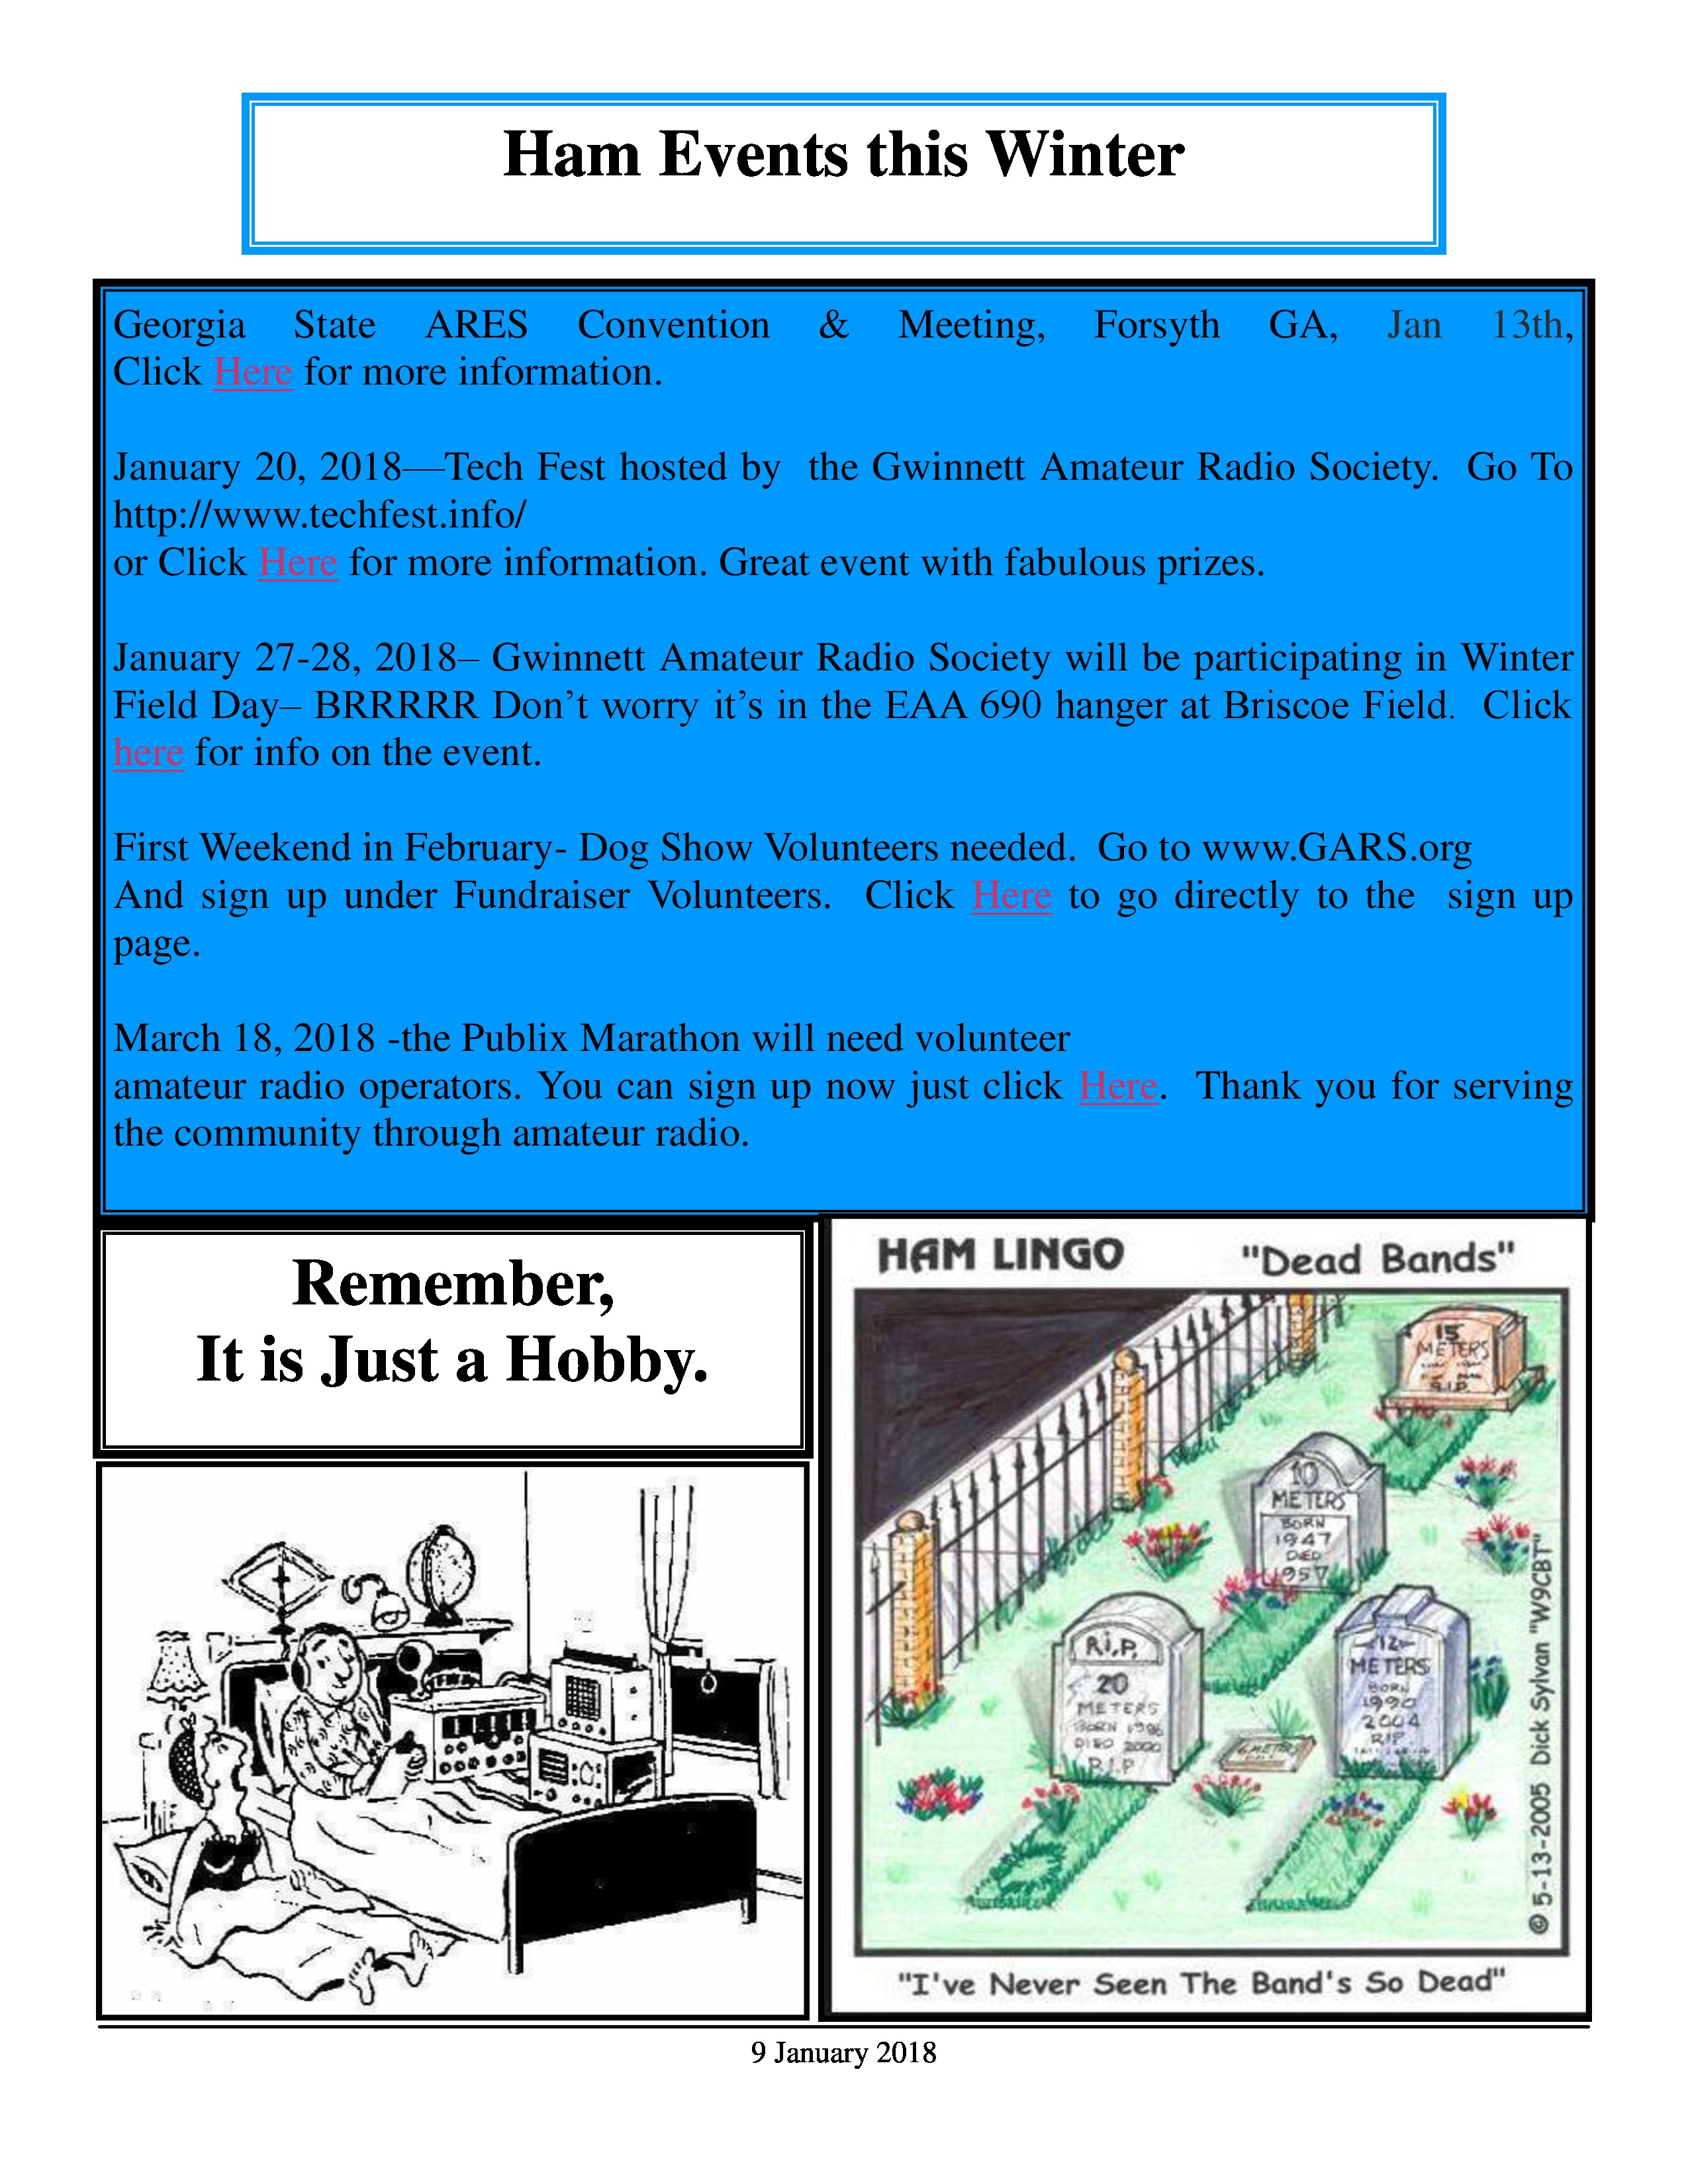 Ham Events this Winter
Georgia State ARES Convention & Meeting, Forsyth GA, Jan 13th,
Click Here for more information.
January 20, 2018—Tech Fest hosted by the Gwinnett Amateur Radio Society. Go To
http://www.techfest.info/
or Click Here for more information. Great event with fabulous prizes.
January 27-28, 2018– Gwinnett Amateur Radio Society will be participating in Winter
Field Day– BRRRRR Don’t worry it’s in the EAA 690 hanger at Briscoe Field. Click
here for info on the event.
First Weekend in February- Dog Show Volunteers needed. Go to www.GARS.org
And sign up under Fundraiser Volunteers. Click Here to go directly to the sign up
page.
March 18, 2018 -the Publix Marathon will need volunteer
amateur radio operators. You can sign up now just click Here. Thank you for serving
the community through amateur radio.
Remember,
It is Just a Hobby.
HAM LINGO "Dead Bands"
15
METERS
R.I.P.
10
METERS
BORN
1947
DIED
1957
R.I.P.
20
METERS
BORN 1986
DIED 2000
R.I.P
12
METERS
BORN
1990
2004
RIP
6 METERS
© 5-13-2005 Dick Sylvan "W9CBT"
"I've Never Seen The Band's So Dead"
9 January 2018